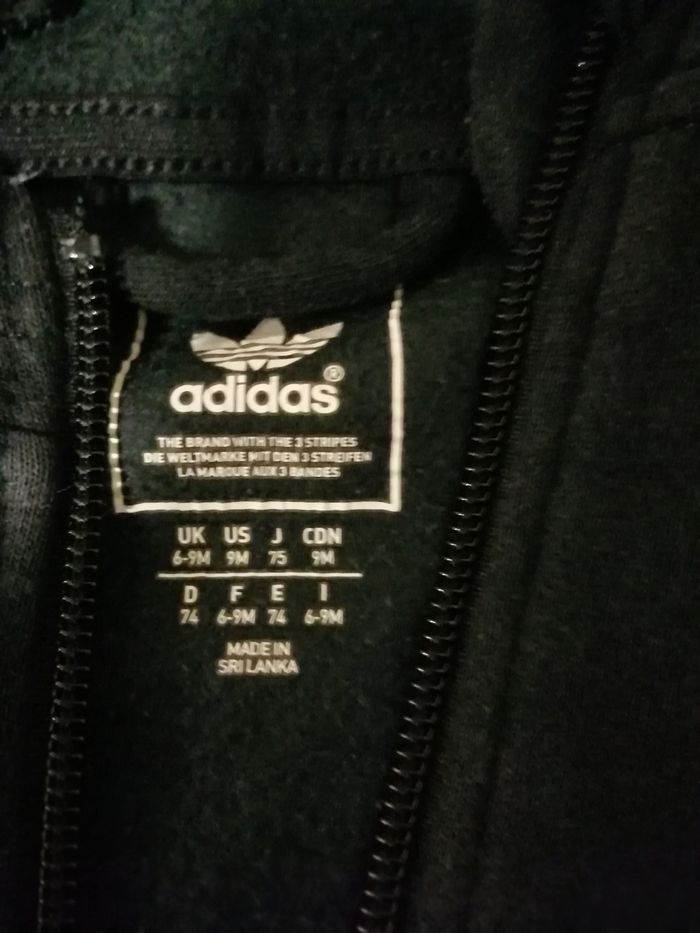 adidas®
THE BRAND WITH THE 3 STRIPES
DIE WELTMARKE MIT DEN 3 STREIFEN
LA MARQUE AUX 3 BANDES
UK US J CDN
6-9M 9M 75 9M
D F E I
74 6-9M 74 6-9M
MADE IN
SRI LANKA